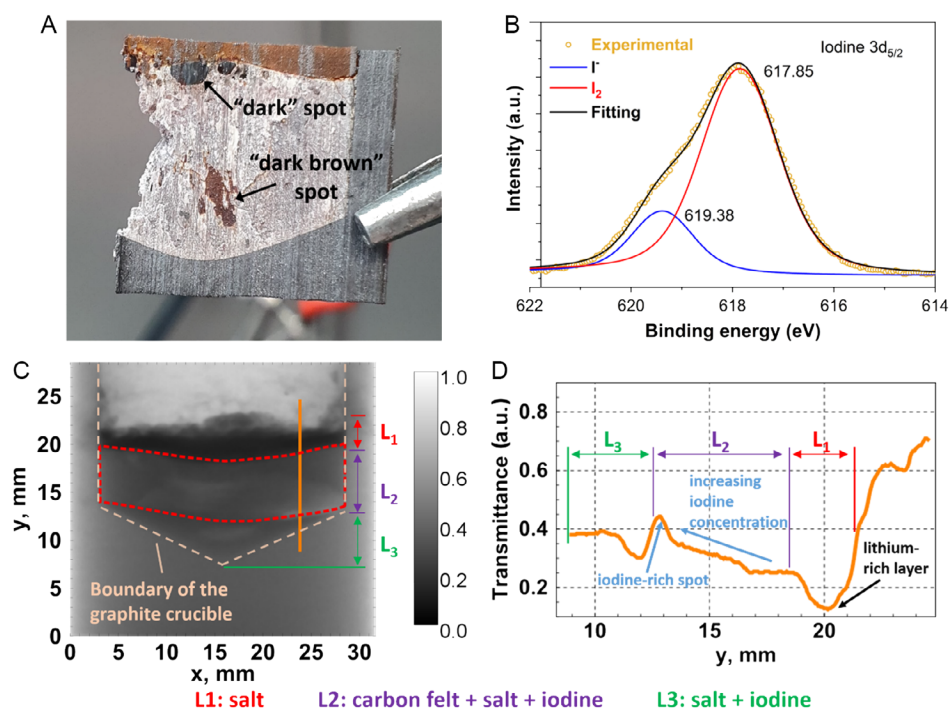 A
"dark" spot
"dark brown"
spot
B
Experimental
I⁻
I₂
Fitting
Iodine 3d₅/₂
617.85
619.38
Intensity (a.u.)
622 620 618 616 614
Binding energy (eV)
C
25
20
15
10
5
0
y, mm
0 5 10 15 20 25 30
x, mm
1.0
0.8
0.6
0.4
0.2
0.0
L₁
L₂
L₃
Boundary of the
graphite crucible
D
0.8
0.6
0.4
0.2
Transmittance (a.u.)
L₃ L₂ L₁
increasing
iodine
concentration
iodine-rich spot
lithium-
rich layer
10 15 20
y, mm
L1: salt L2: carbon felt + salt + iodine L3: salt + iodine